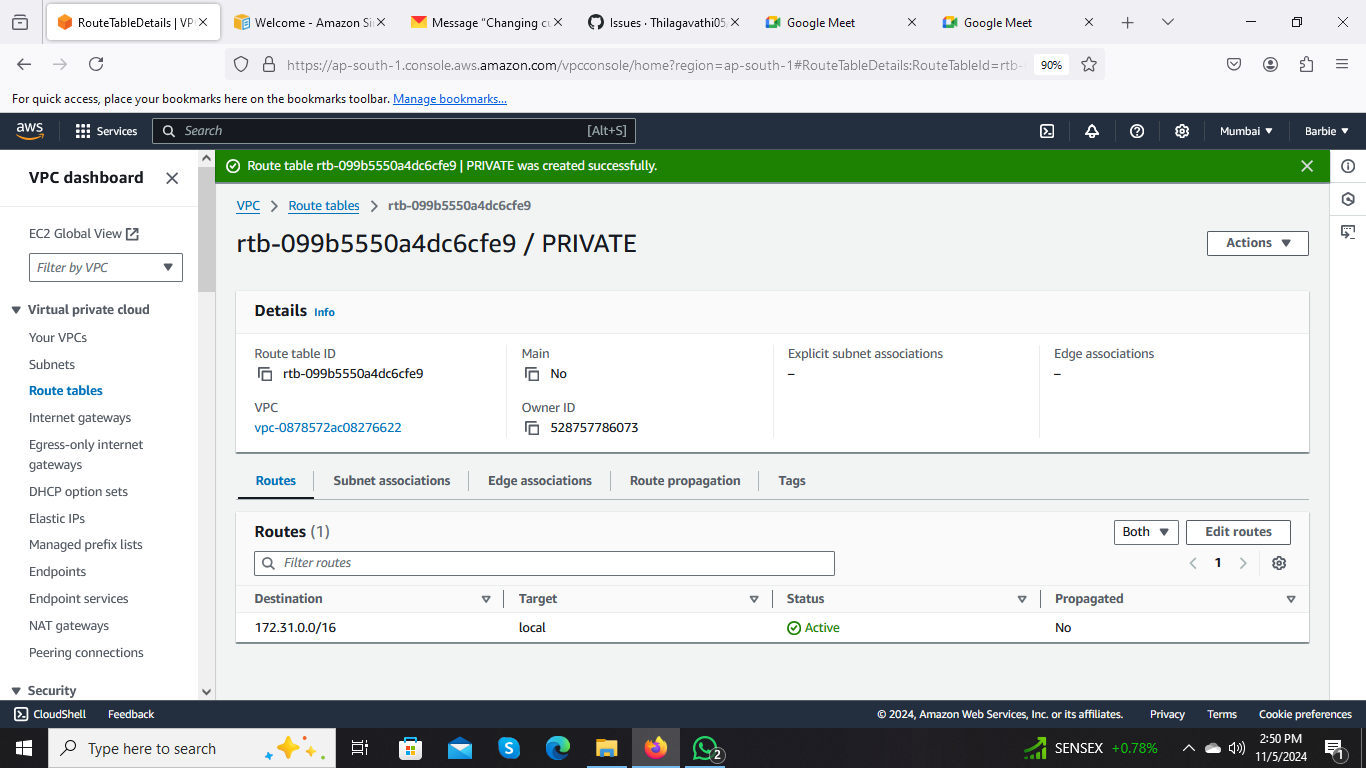 RouteTableDetails | VP
Welcome - Amazon Si
Message “Changing cu
Issues · Thilagavathi05
Google Meet
Google Meet
https://ap-south-1.console.aws.amazon.com/vpcconsole/home?region=ap-south-1#RouteTableDetails:RouteTableId=rtb-
90%
For quick access, place your bookmarks here on the bookmarks toolbar. Manage bookmarks...
aws
Services
Search
[Alt+S]
Mumbai
Barbie
VPC dashboard
EC2 Global View
Filter by VPC
Virtual private cloud
Your VPCs
Subnets
Route tables
Internet gateways
Egress-only internet
gateways
DHCP option sets
Elastic IPs
Managed prefix lists
Endpoints
Endpoint services
NAT gateways
Peering connections
Security
Route table rtb-099b5550a4dc6cfe9 | PRIVATE was created successfully.
VPC
Route tables
rtb-099b5550a4dc6cfe9
rtb-099b5550a4dc6cfe9 / PRIVATE
Actions
Details Info
Route table ID
rtb-099b5550a4dc6cfe9
Main
No
Explicit subnet associations
–
Edge associations
–
VPC
vpc-0878572ac08276622
Owner ID
528757786073
Routes
Subnet associations
Edge associations
Route propagation
Tags
Routes (1)
Both
Edit routes
Filter routes
1
Destination
Target
Status
Propagated
172.31.0.0/16
local
Active
No
CloudShell
Feedback
© 2024, Amazon Web Services, Inc. or its affiliates.
Privacy
Terms
Cookie preferences
Type here to search
2
SENSEX +0.78%
2:50 PM
11/5/2024
1